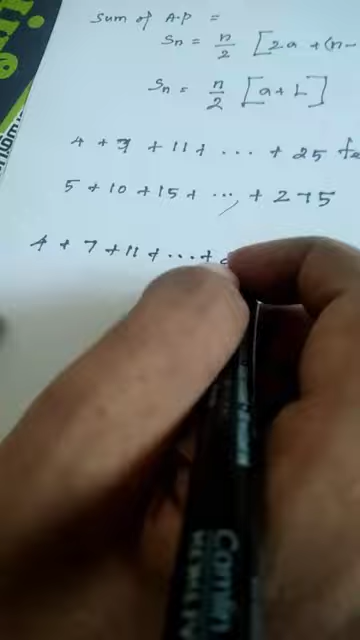 Sum of A.P =
Sn = n/2 [2a + (n-
Sn = n/2 [a + L]
4 + 7 + 11 + ... + 25
5 + 10 + 15 + ... + 275
4 + 7 + 11 + ... +